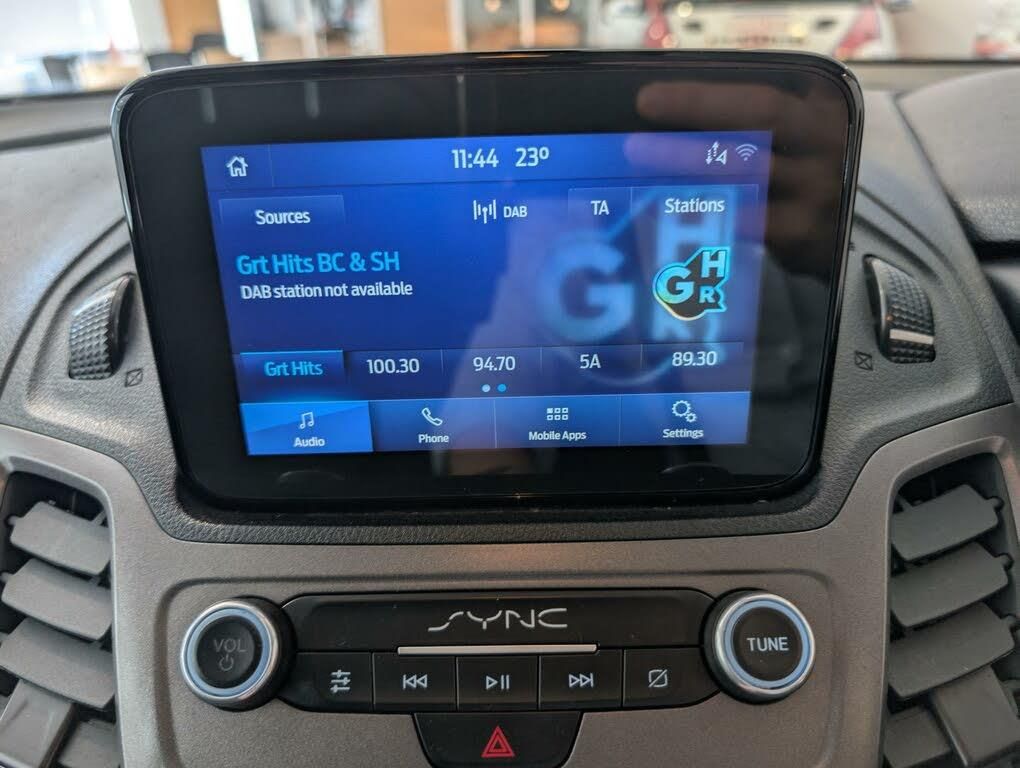 11:44 23º
Sources
DAB
TA
Stations
Grt Hits BC & SH
DAB station not available
GHR
Grt Hits
100.30
94.70
5A
89.30
Audio
Phone
Mobile Apps
Settings
SYNC
VOL
TUNE